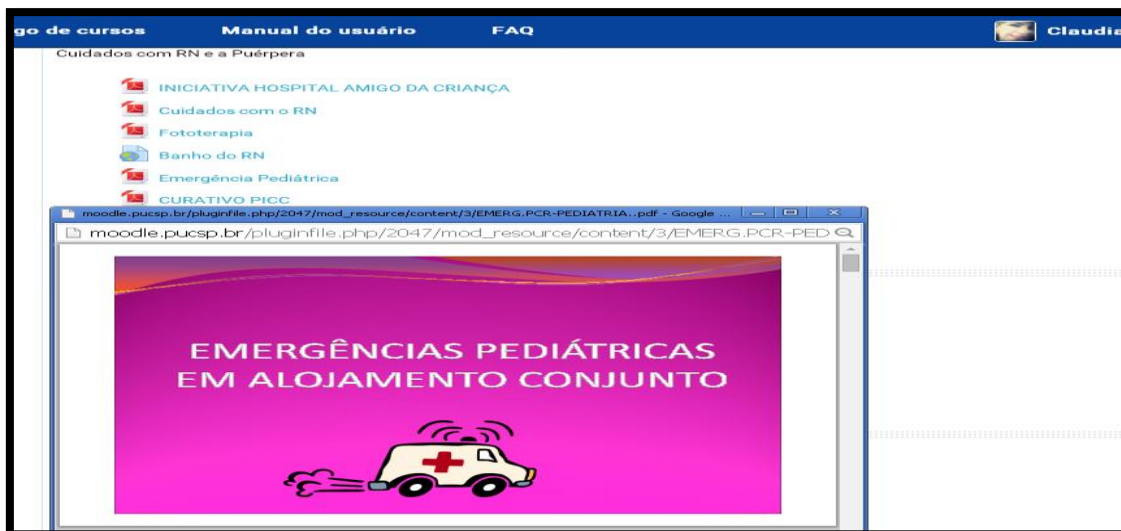 go de cursos Manual do usuário FAQ Claudia
Cuidados com RN e a Puérpera
INICIATIVA HOSPITAL AMIGO DA CRIANÇA
Cuidados com o RN
Fototerapia
Banho do RN
Emergência Pediátrica
CURATIVO PICC
moodle.pucsp.br/pluginfile.php/2047/mod_resource/content/3/EMERG.PCR-PEDIATRIA..pdf - Google ...
moodle.pucsp.br/pluginfile.php/2047/mod_resource/content/3/EMERG.PCR-PED
EMERGÊNCIAS PEDIÁTRICAS
EM ALOJAMENTO CONJUNTO